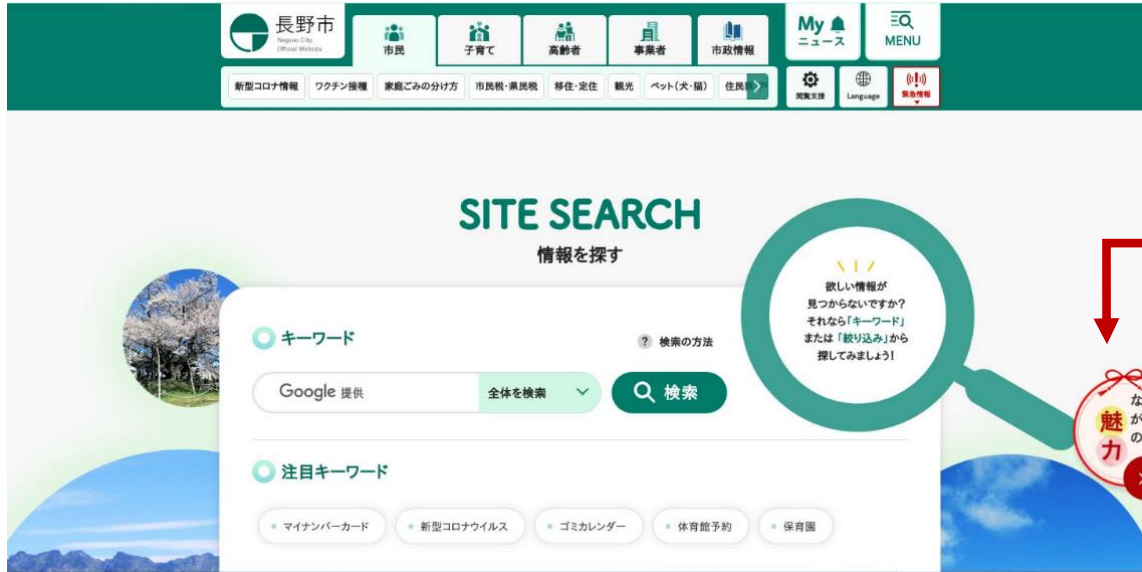 長野市
Nagano City
Official Website
市民
子育て
高齢者
事業者
市政情報
My
ニュース
MENU
新型コロナ情報
ワクチン接種
家庭ごみの分け方
市民税・県民税
移住・定住
観光
ペット(犬・猫)
住民
閲覧支援
Language
緊急情報
SITE SEARCH
情報を探す
欲しい情報が
見つからないですか?
それなら「キーワード」
または「絞り込み」から
探してみましょう!
キーワード
? 検索の方法
Google 提供
全体を検索
検索
な
が
の
魅力
注目キーワード
マイナンバーカード
新型コロナウイルス
ゴミカレンダー
体育館予約
保育園